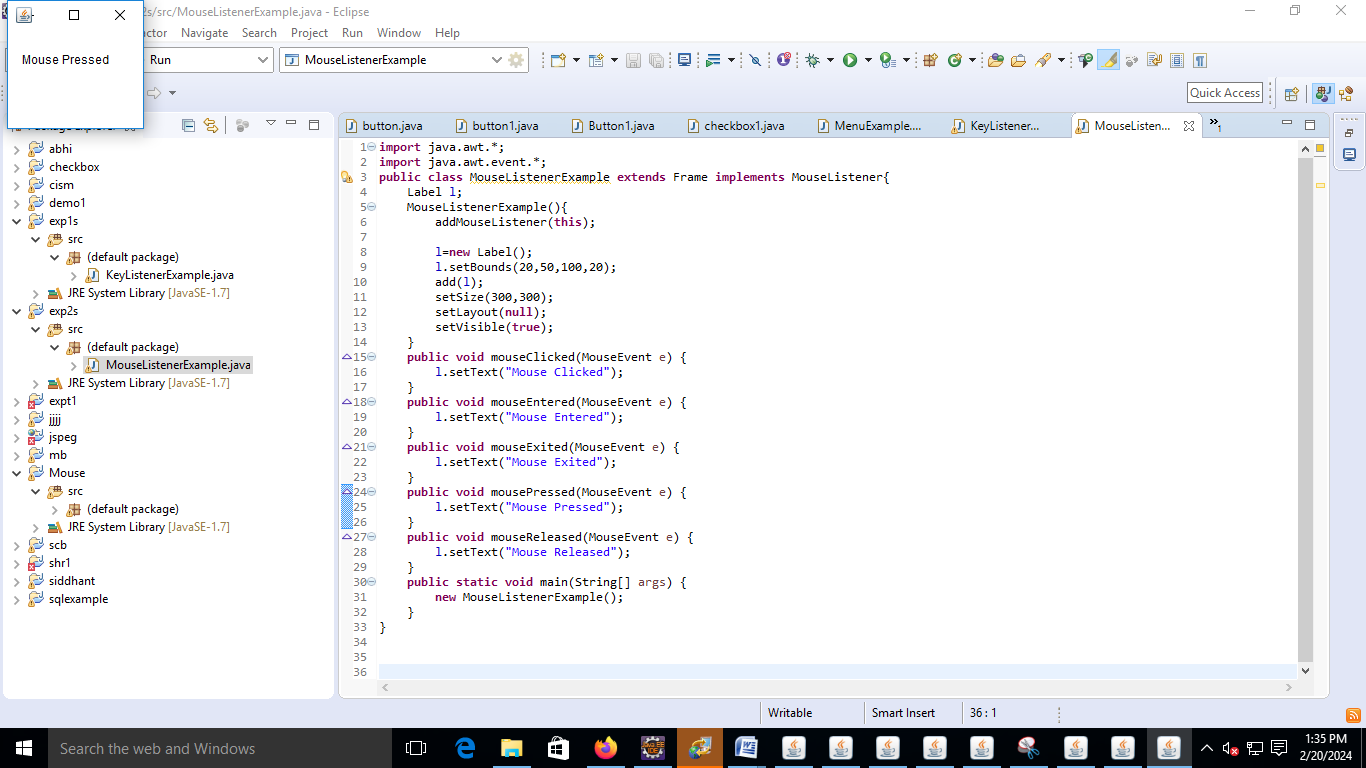 2s/src/MouseListenerExample.java - Eclipse
Mouse Pressed
actor Navigate Search Project Run Window Help
Run
MouseListenerExample
Quick Access
button.java
button1.java
Button1.java
checkbox1.java
MenuExample....
KeyListener...
MouseListen...
»1
abhi
checkbox
cism
demo1
exp1s
src
(default package)
KeyListenerExample.java
JRE System Library [JavaSE-1.7]
exp2s
src
(default package)
MouseListenerExample.java
JRE System Library [JavaSE-1.7]
expt1
jjjj
jspeg
mb
Mouse
src
(default package)
JRE System Library [JavaSE-1.7]
scb
shr1
siddhant
sqlexample
1 import java.awt.*;
2 import java.awt.event.*;
3 public class MouseListenerExample extends Frame implements MouseListener{
4 Label l;
5 MouseListenerExample(){
6 addMouseListener(this);
7
8 l=new Label();
9 l.setBounds(20,50,100,20);
10 add(l);
11 setSize(300,300);
12 setLayout(null);
13 setVisible(true);
14 }
15 public void mouseClicked(MouseEvent e) {
16 l.setText("Mouse Clicked");
17 }
18 public void mouseEntered(MouseEvent e) {
19 l.setText("Mouse Entered");
20 }
21 public void mouseExited(MouseEvent e) {
22 l.setText("Mouse Exited");
23 }
24 public void mousePressed(MouseEvent e) {
25 l.setText("Mouse Pressed");
26 }
27 public void mouseReleased(MouseEvent e) {
28 l.setText("Mouse Released");
29 }
30 public static void main(String[] args) {
31 new MouseListenerExample();
32 }
33 }
34
35
36
Writable
Smart Insert
36 : 1
Search the web and Windows
1:35 PM
2/20/2024